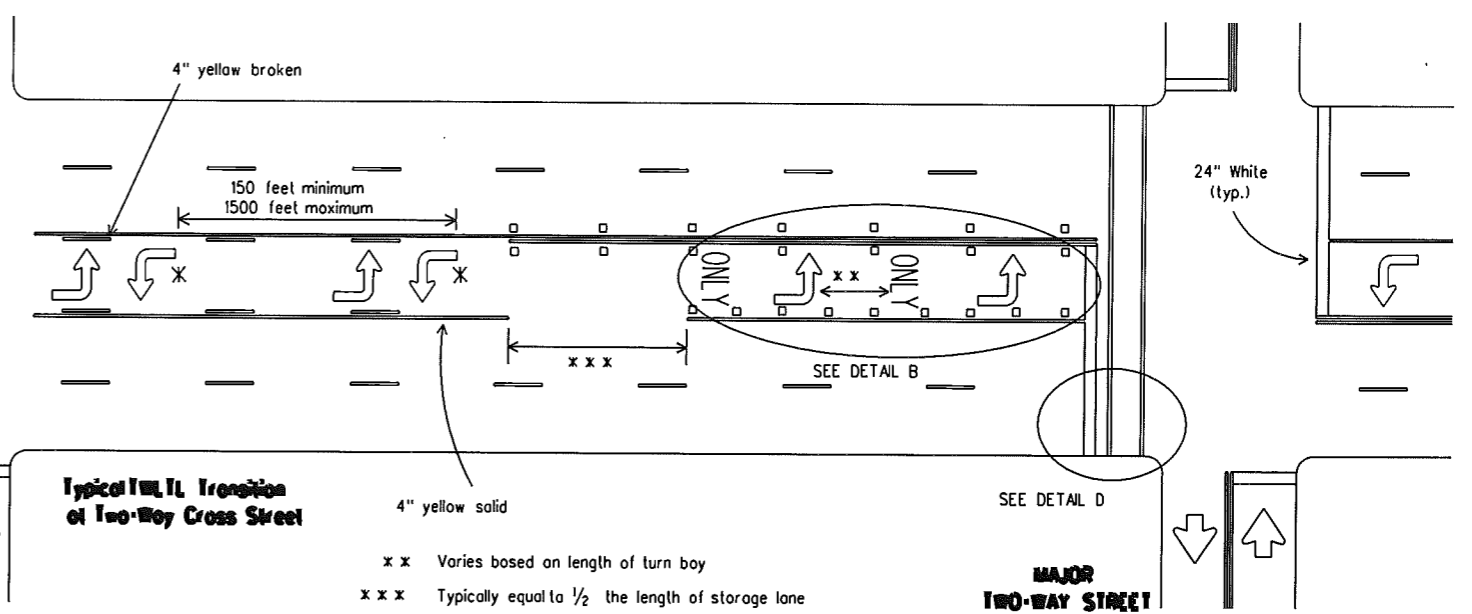 4" yellow broken
150 feet minimum
1500 feet moximum
24" White
(typ.)
*
*
ONLY
* *
ONLY
* * *
SEE DETAIL B
SEE DETAIL D
4" yellow solid
Typical TWLTL Transition
of Two-Way Cross Street
* * Varies bosed on length of turn boy
* * * Typically equal to 1/2 the length of storage lane
MAJOR
TWO-WAY STREET